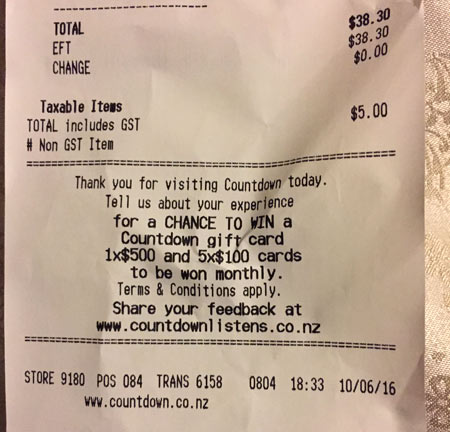 TOTAL $38.30
EFT $38.30
CHANGE $0.00
Taxable Items
TOTAL includes GST $5.00
# Non GST Item
Thank you for visiting Countdown today.
Tell us about your experience
for a CHANCE TO WIN a
Countdown gift card
1x$500 and 5x$100 cards
to be won monthly.
Terms & Conditions apply.
Share your feedback at
www.countdownlistens.co.nz
STORE 9180 POS 084 TRANS 6158 0804 18:33 10/06/16
www.countdown.co.nz